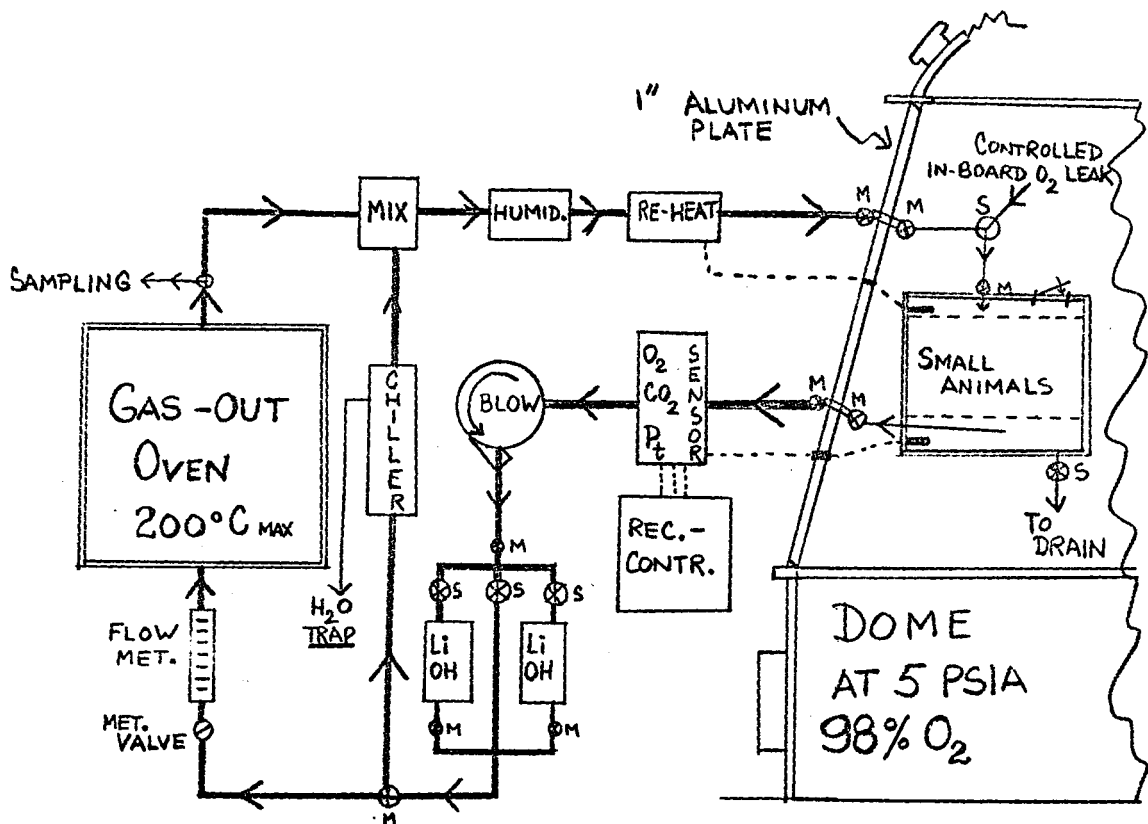 1" ALUMINUM
PLATE
CONTROLLED
IN-BOARD O₂ LEAK
MIX
HUMID.
RE-HEAT
M
M
S
SAMPLING
M
GAS-OUT
OVEN
200°C MAX
CHILLER
BLOW
O₂
CO₂
Pt
SENSOR
M
M
SMALL
ANIMALS
S
TO
DRAIN
REC.-
CONTR.
M
S
S
S
H₂O
TRAP
Li
OH
Li
OH
FLOW
MET.
M
M
MET.
VALVE
M
DOME
AT 5 PSIA
98% O₂